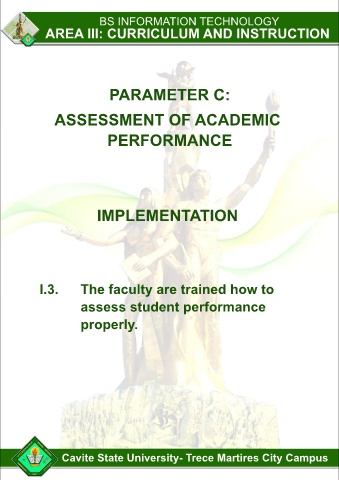 BS INFORMATION TECHNOLOGY
AREA III: CURRICULUM AND INSTRUCTION
PARAMETER C:
ASSESSMENT OF ACADEMIC
PERFORMANCE
IMPLEMENTATION
I.3. The faculty are trained how to
assess student performance
properly.
Cavite State University- Trece Martires City Campus